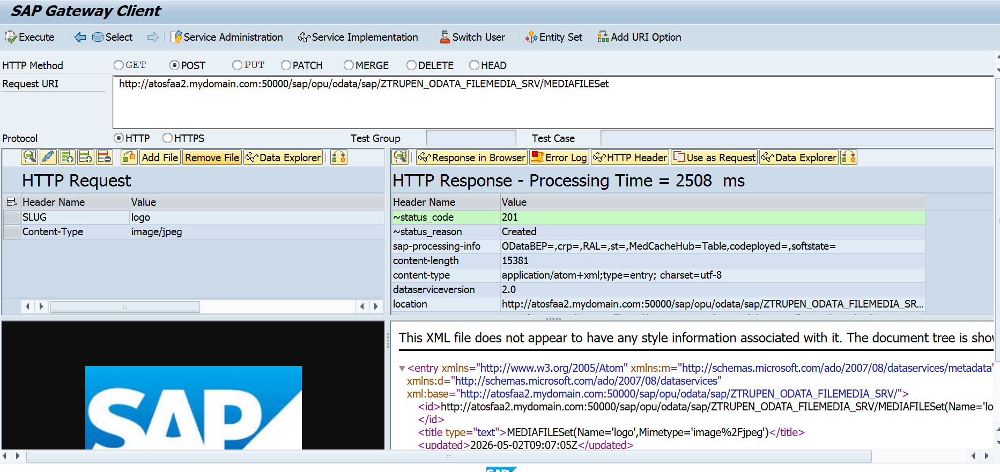 SAP Gateway Client
Execute Select Service Administration Service Implementation Switch User Entity Set Add URI Option
HTTP Method GET POST PUT PATCH MERGE DELETE HEAD
Request URI http://atosfaa2.mydomain.com:50000/sap/opu/odata/sap/ZTRUPEN_ODATA_FILEMEDIA_SRV/MEDIAFILESet
Protocol HTTP HTTPS Test Group Test Case
Add File Remove File Data Explorer
HTTP Request
Header Name Value
SLUG logo
Content-Type image/jpeg
SAP
Response in Browser Error Log HTTP Header Use as Request Data Explorer
HTTP Response - Processing Time = 2508 ms
Header Name Value
~status_code 201
~status_reason Created
sap-processing-info ODataBEP=,crp=,RAL=,st=,MedCacheHub=Table,codeployed=,softstate=
content-length 15381
content-type application/atom+xml;type=entry; charset=utf-8
dataserviceversion 2.0
location http://atosfaa2.mydomain.com:50000/sap/opu/odata/sap/ZTRUPEN_ODATA_FILEMEDIA_SR...
This XML file does not appear to have any style information associated with it. The document tree is sho
<entry xmlns="http://www.w3.org/2005/Atom" xmlns:m="http://schemas.microsoft.com/ado/2007/08/dataservices/metadata"
xmlns:d="http://schemas.microsoft.com/ado/2007/08/dataservices"
xml:base="http://atosfaa2.mydomain.com:50000/sap/opu/odata/sap/ZTRUPEN_ODATA_FILEMEDIA_SRV/">
<id>http://atosfaa2.mydomain.com:50000/sap/opu/odata/sap/ZTRUPEN_ODATA_FILEMEDIA_SRV/MEDIAFILESet(Name='lo
</id>
<title type="text">MEDIAFILESet(Name='logo',Mimetype='image%2Fjpeg')</title>
<updated>2026-05-02T09:07:05Z</updated>
SAP